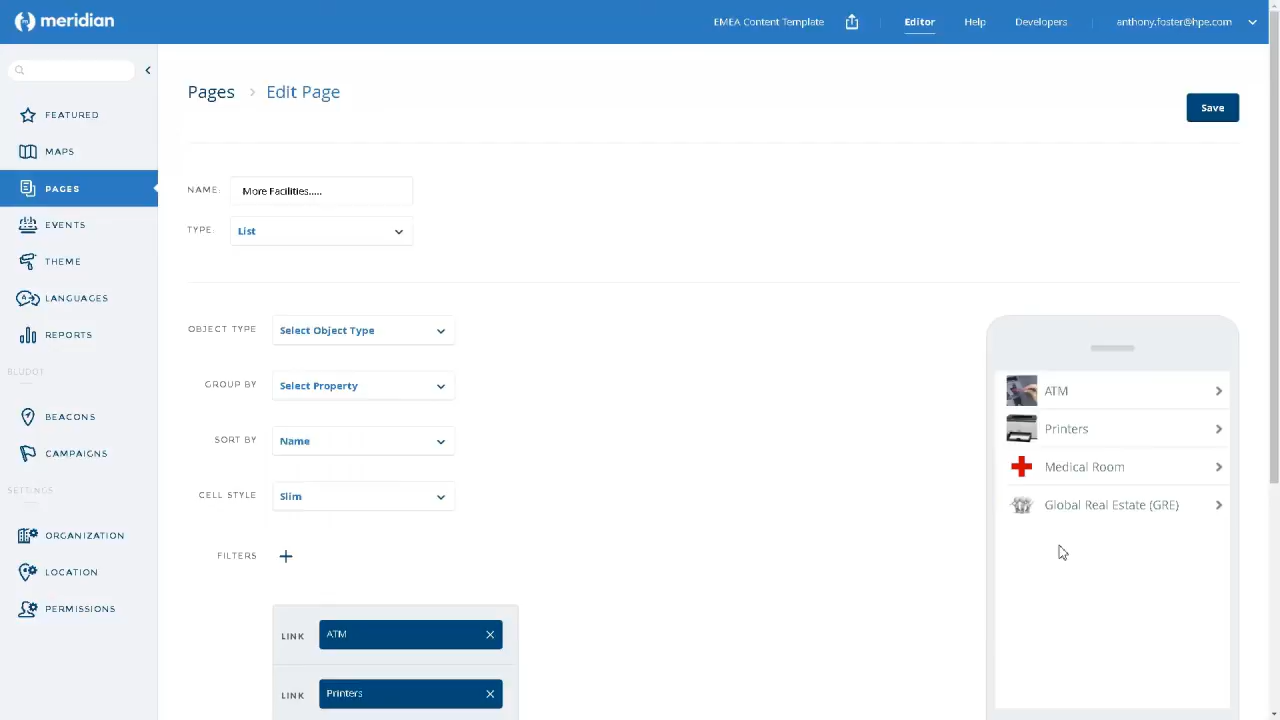 meridian
EMEA Content Template
Editor
Help
Developers
anthony.foster@hpe.com
FEATURED
MAPS
PAGES
EVENTS
THEME
LANGUAGES
REPORTS
BLUDOT
BEACONS
CAMPAIGNS
SETTINGS
ORGANIZATION
LOCATION
PERMISSIONS
Pages > Edit Page
Save
NAME: More Facilities.....
TYPE: List
OBJECT TYPE Select Object Type
GROUP BY Select Property
SORT BY Name
CELL STYLE Slim
FILTERS +
LINK ATM
LINK Printers
ATM
Printers
Medical Room
Global Real Estate (GRE)